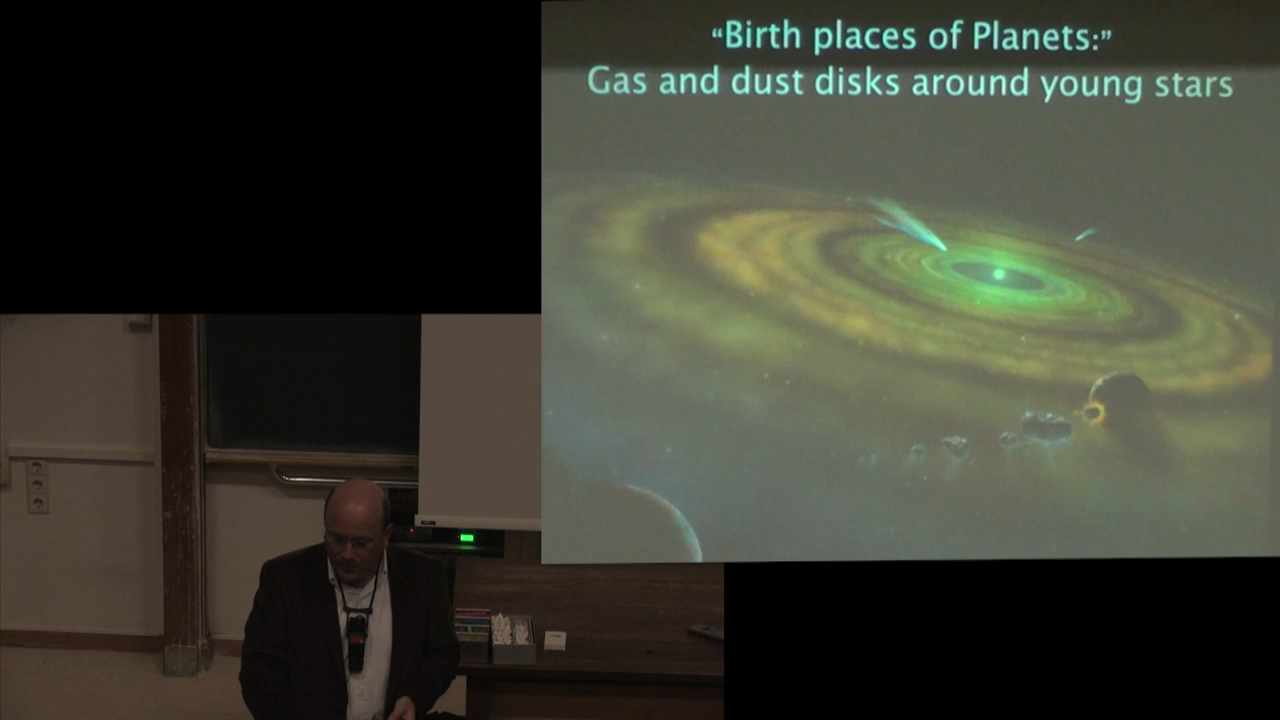 “Birth places of Planets:”
Gas and dust disks around young stars